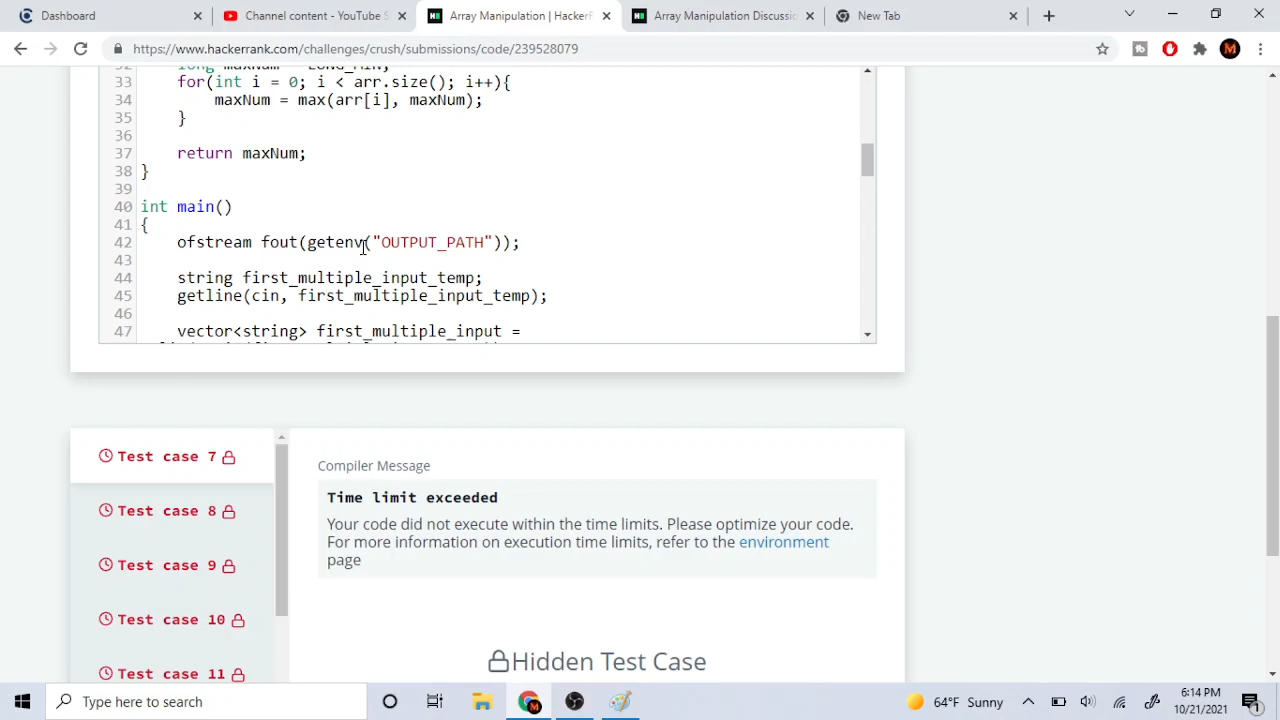 Dashboard
Channel content - YouTube S
Array Manipulation | HackerR
Array Manipulation Discussio
New Tab
https://www.hackerrank.com/challenges/crush/submissions/code/239528079
M
32 long maxNum = LONG_MIN;
33 for(int i = 0; i < arr.size(); i++){
34 maxNum = max(arr[i], maxNum);
35 }
36
37 return maxNum;
38 }
39
40 int main()
41 {
42 ofstream fout(getenv("OUTPUT_PATH"));
43
44 string first_multiple_input_temp;
45 getline(cin, first_multiple_input_temp);
46
47 vector<string> first_multiple_input =
Test case 7
Test case 8
Test case 9
Test case 10
Test case 11
Compiler Message
Time limit exceeded
Your code did not execute within the time limits. Please optimize your code.
For more information on execution time limits, refer to the environment
page
Hidden Test Case
Type here to search
64°F Sunny
6:14 PM
10/21/2021